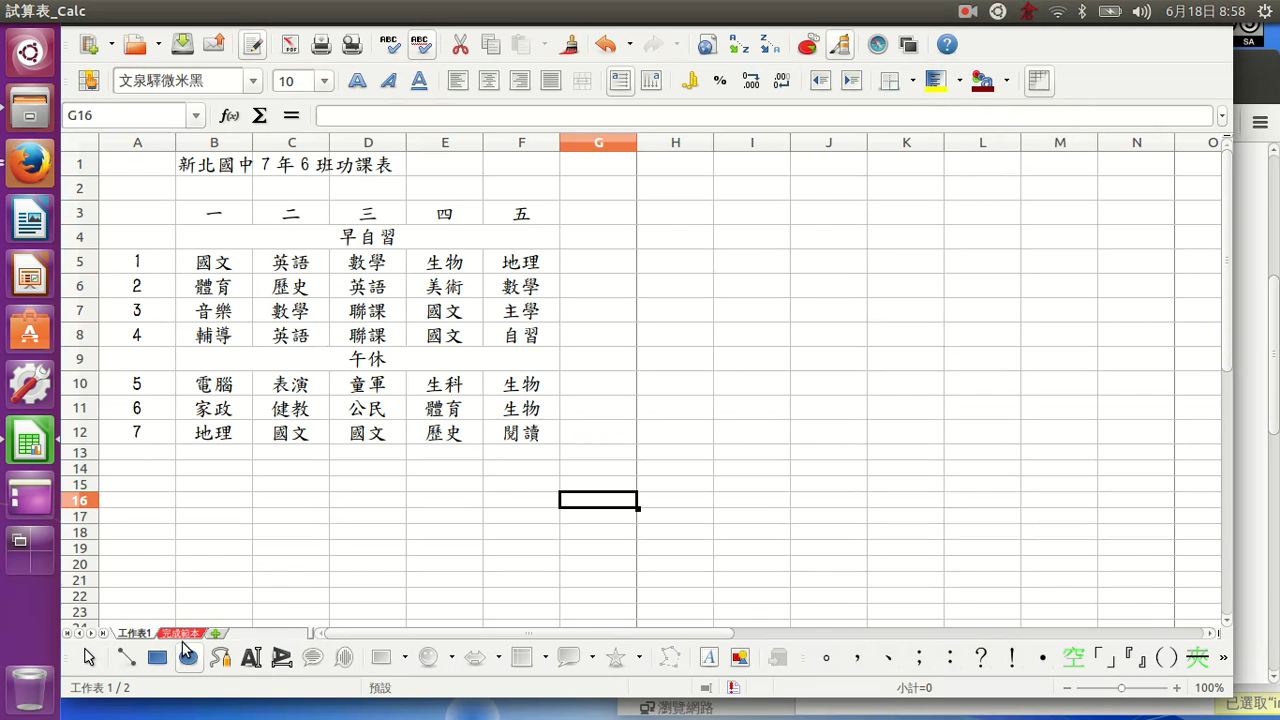 試算表_Calc
6月18日 8:58
SA
文泉驛微米黑 10
G16
A B C D E F G H I J K L M N O
1 新北國中 7 年 6 班功課表
2
3 一 二 三 四 五
4 早自習
5 1 國文 英語 數學 生物 地理
6 2 體育 歷史 英語 美術 數學
7 3 音樂 數學 聯課 國文 主學
8 4 輔導 英語 聯課 國文 自習
9 午休
10 5 電腦 表演 童軍 生科 生物
11 6 家政 健教 公民 體育 生物
12 7 地理 國文 國文 歷史 閱讀
13
14
15
16
17
18
19
20
21
22
23
工作表1 完成範本
工作表 1 / 2 預設 小計=0 100%
瀏覽網路
已選取"in